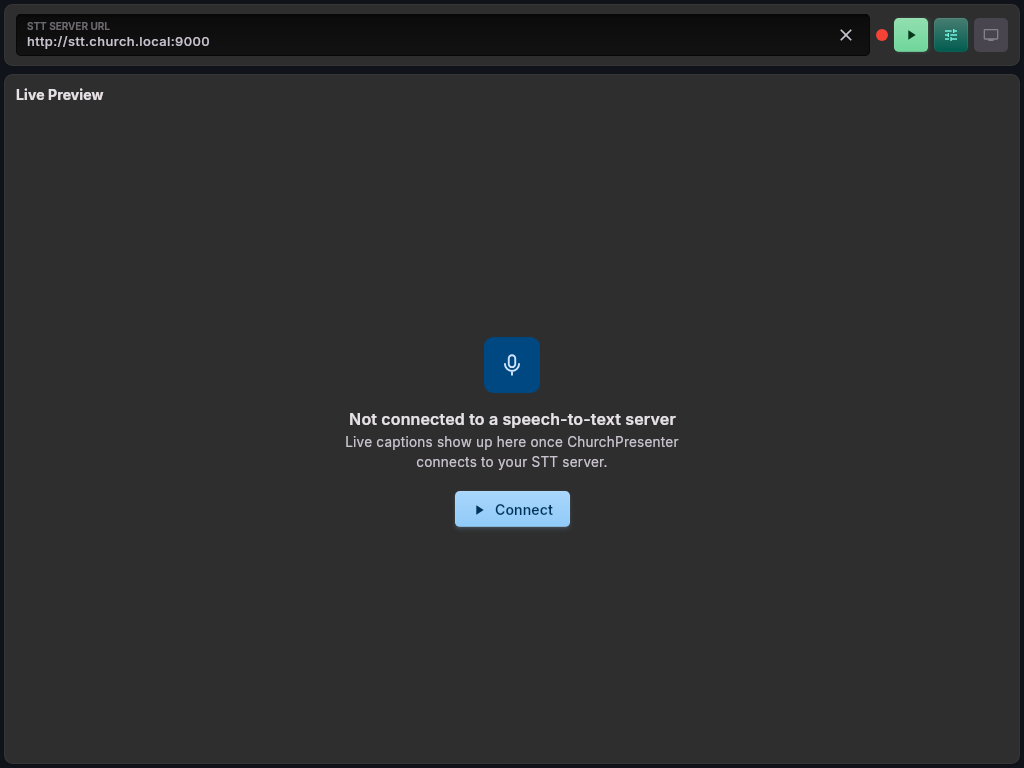 STT SERVER URL
http://stt.church.local:9000
Live Preview
Not connected to a speech-to-text server
Live captions show up here once ChurchPresenter
connects to your STT server.
Connect